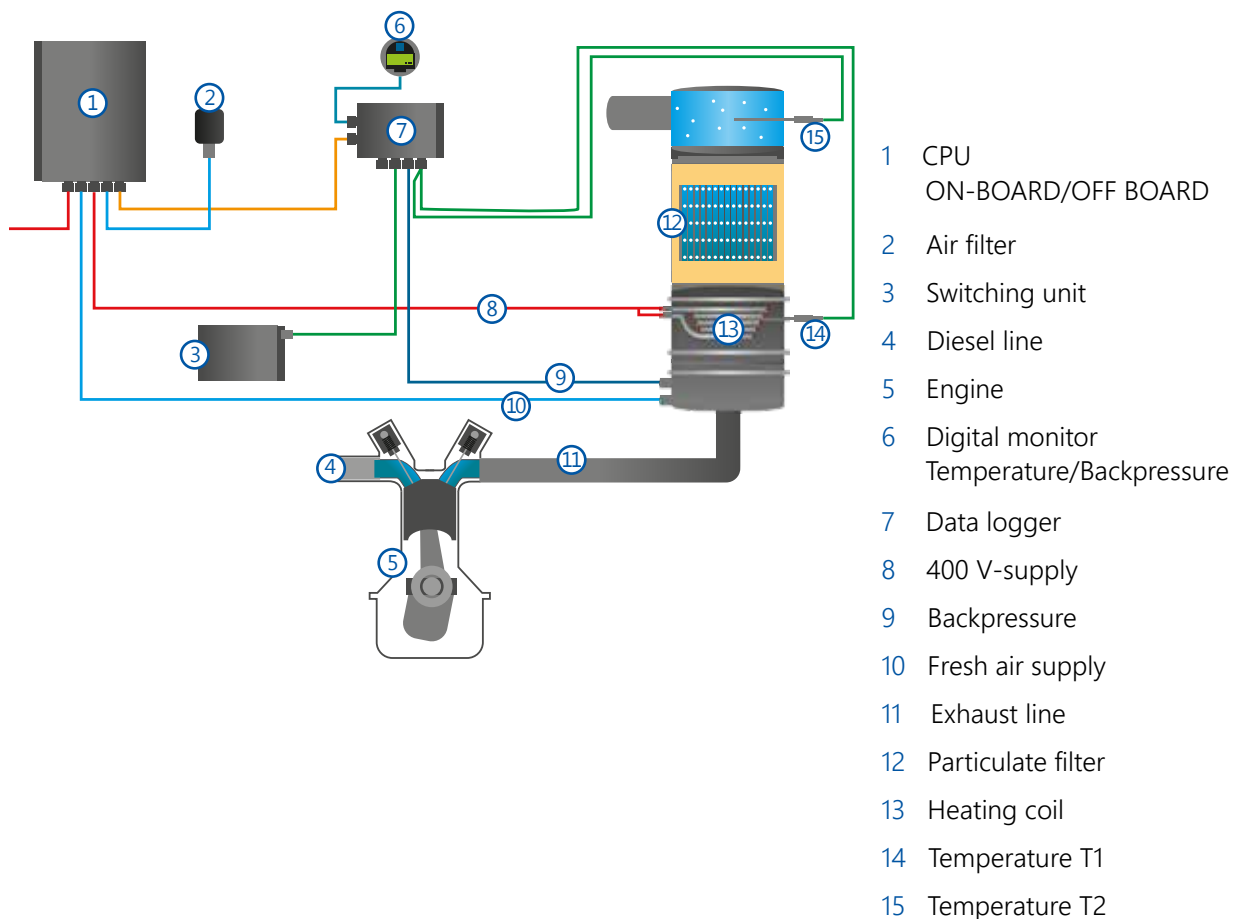 6
1
2
7
15
12
8
13
14
3
9
10
4
11
5
1 CPU
ON-BOARD/OFF BOARD
2 Air filter
3 Switching unit
4 Diesel line
5 Engine
6 Digital monitor
Temperature/Backpressure
7 Data logger
8 400 V-supply
9 Backpressure
10 Fresh air supply
11 Exhaust line
12 Particulate filter
13 Heating coil
14 Temperature T1
15 Temperature T2